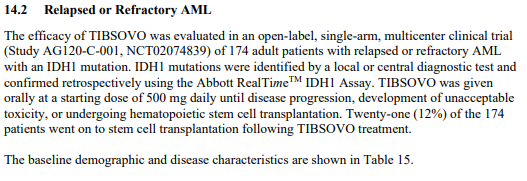 14.2 Relapsed or Refractory AML
The efficacy of TIBSOVO was evaluated in an open-label, single-arm, multicenter clinical trial
(Study AG120-C-001, NCT02074839) of 174 adult patients with relapsed or refractory AML
with an IDH1 mutation. IDH1 mutations were identified by a local or central diagnostic test and
confirmed retrospectively using the Abbott RealTime™ IDH1 Assay. TIBSOVO was given
orally at a starting dose of 500 mg daily until disease progression, development of unacceptable
toxicity, or undergoing hematopoietic stem cell transplantation. Twenty-one (12%) of the 174
patients went on to stem cell transplantation following TIBSOVO treatment.
The baseline demographic and disease characteristics are shown in Table 15.